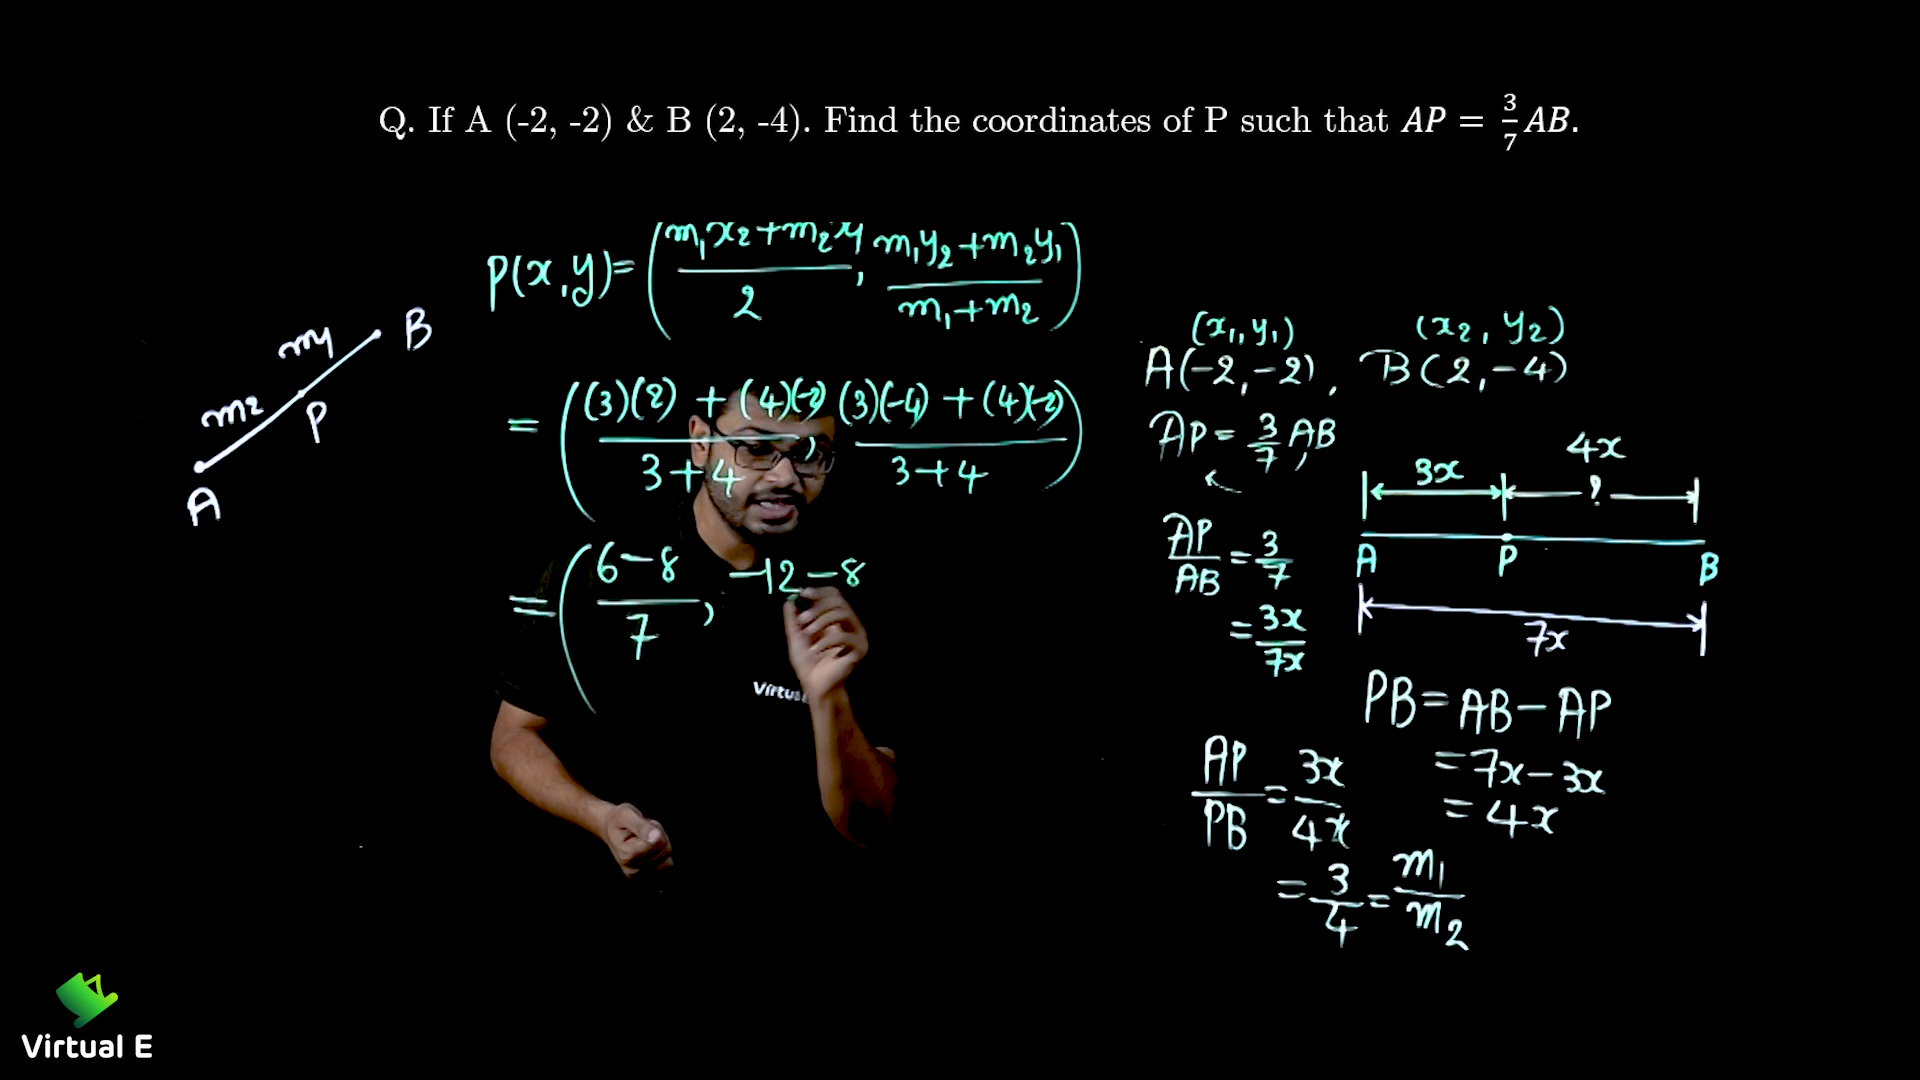 Q. If A (-2, -2) & B (2, -4). Find the coordinates of P such that AP = 3/7 AB.
P(x,y) = ((m₁x₂+m₂x₁)/2, (m₁y₂+m₂y₁)/(m₁+m₂))
= (((3)(2) + (4)(-2))/(3+4), ((3)(-4) + (4)(-2))/(3+4))
= ((6-8)/7, -12-8
m₁
B
m₂
P
A
(x₁,y₁) (x₂, y₂)
A(-2,-2), B(2,-4)
AP = 3/7 AB,
AP/AB = 3/7
= 3x/7x
4x
3x ?
A P B
7x
PB = AB - AP
= 7x - 3x
= 4x
AP/PB = 3x/4x
= 3/4 = m₁/m₂
Virtual E